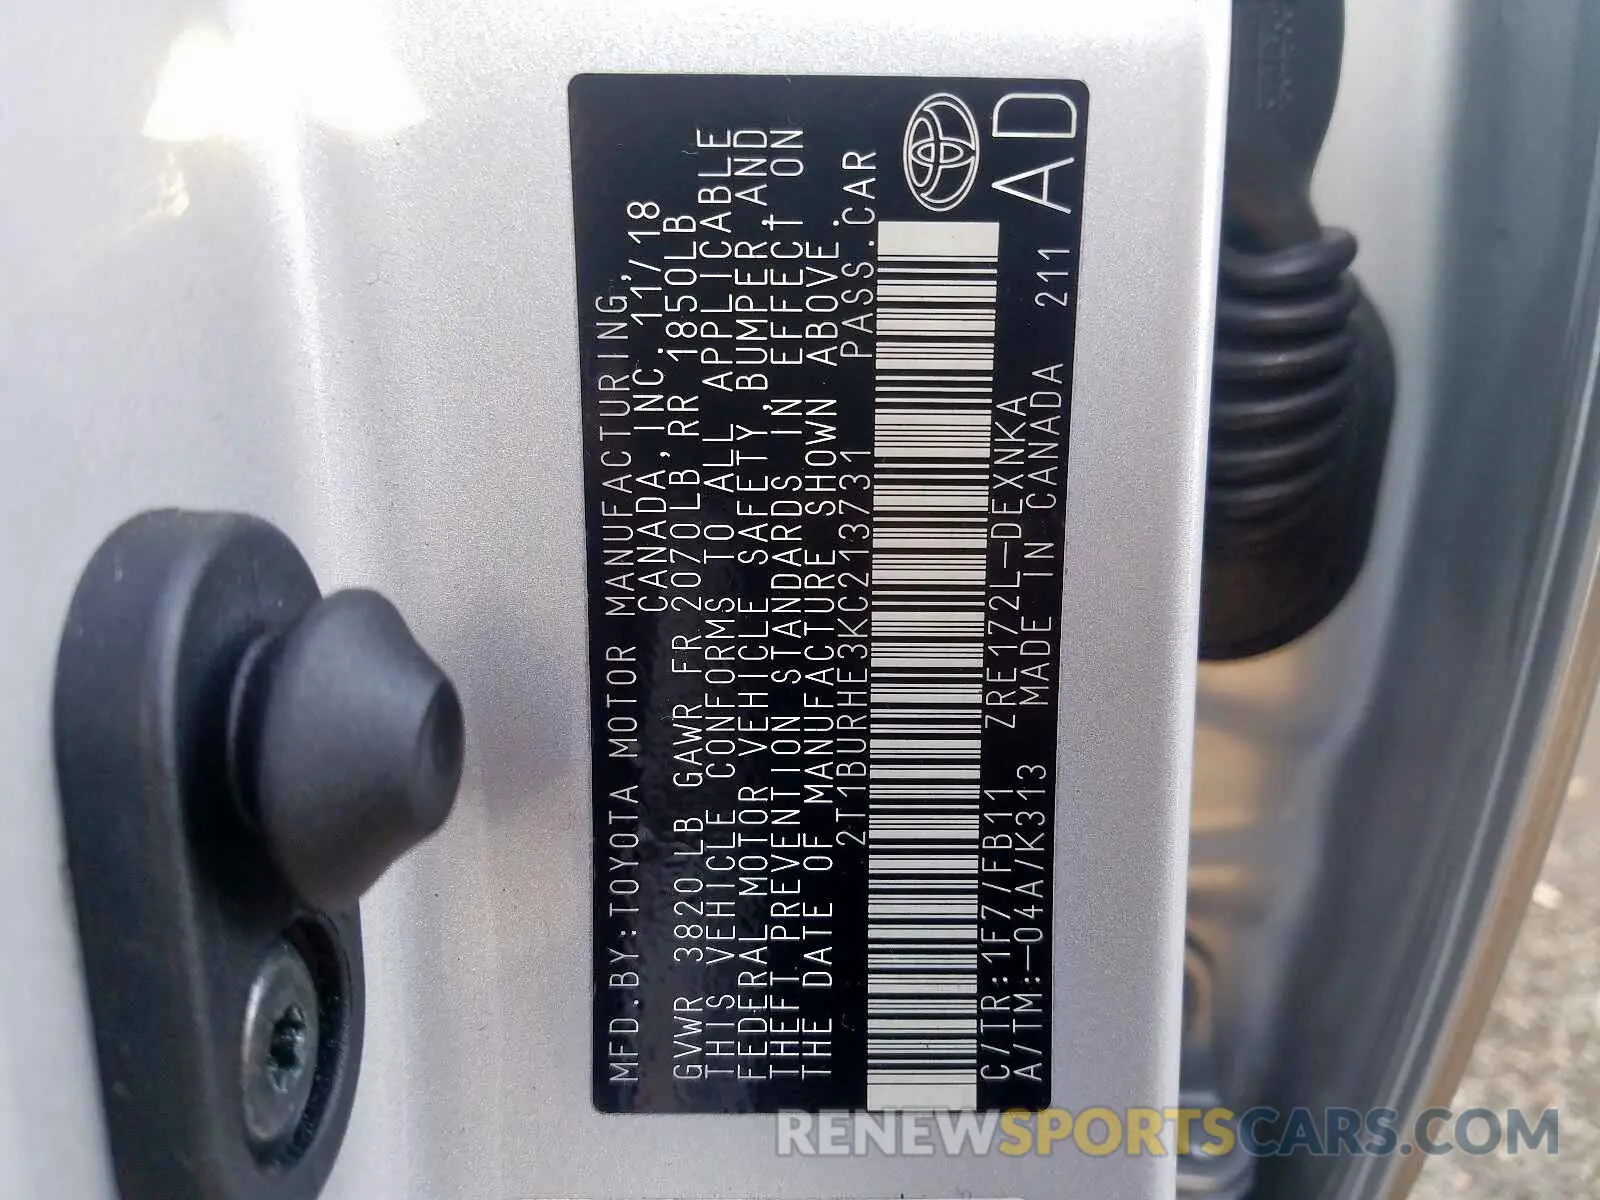 MFD.BY:TOYOTA MOTOR MANUFACTURING,
CANADA, INC. 11/18
GVWR 3820LB GAWR FR 2070LB, RR 1850LB
THIS VEHICLE CONFORMS TO ALL APPLICABLE
FEDERAL MOTOR VEHICLE SAFETY, BUMPER, AND
THEFT PREVENTION STANDARDS IN EFFECT ON
THE DATE OF MANUFACTURE SHOWN ABOVE.
2T1BURHE3KC213731 PASS.CAR
C/TR:1F7/FB11 ZRE172L—DEXNKA
A/TM:—04A/K313 MADE IN CANADA 211 AD
RENEWSPORTSCARS.COM